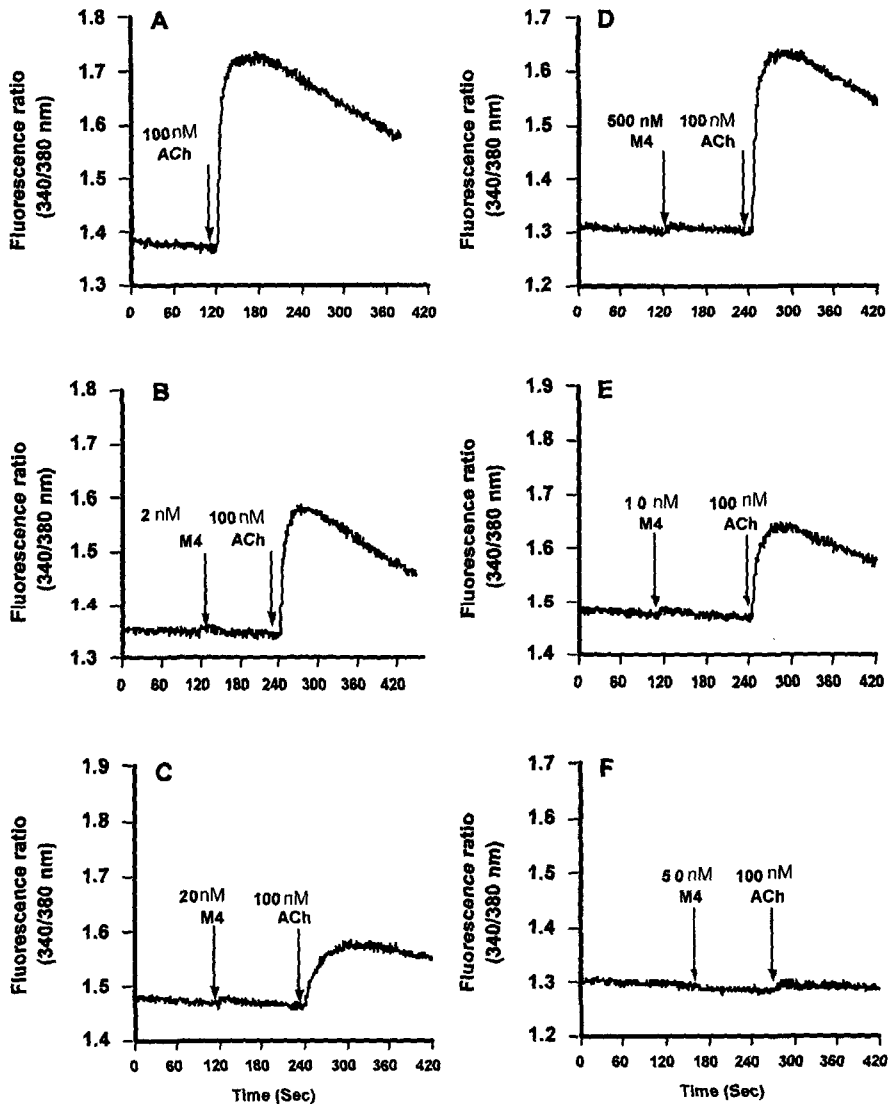 A
Fluorescence ratio
(340/380 nm)
1.8
1.7
1.6
1.5
1.4
1.3
100 nM
ACh
0 60 120 180 240 300 360 420
D
Fluorescence ratio
(340/380 nm)
1.7
1.6
1.5
1.4
1.3
1.2
500 nM 100 nM
M4 ACh
0 60 120 180 240 300 360 420
B
Fluorescence ratio
(340/380 nm)
1.8
1.7
1.6
1.5
1.4
1.3
2 nM 100 nM
M4 ACh
0 60 120 180 240 300 360 420
E
Fluorescence ratio
(340/380 nm)
1.9
1.8
1.7
1.6
1.5
1.4
10 nM 100 nM
M4 ACh
0 60 120 180 240 300 360 420
C
Fluorescence ratio
(340/380 nm)
1.9
1.8
1.7
1.6
1.5
1.4
20 nM 100 nM
M4 ACh
0 60 120 180 240 300 360 420
Time (Sec)
F
Fluorescence ratio
(340/380 nm)
1.7
1.6
1.5
1.4
1.3
1.2
50 nM 100 nM
M4 ACh
0 60 120 180 240 300 360 420
Time (Sec)